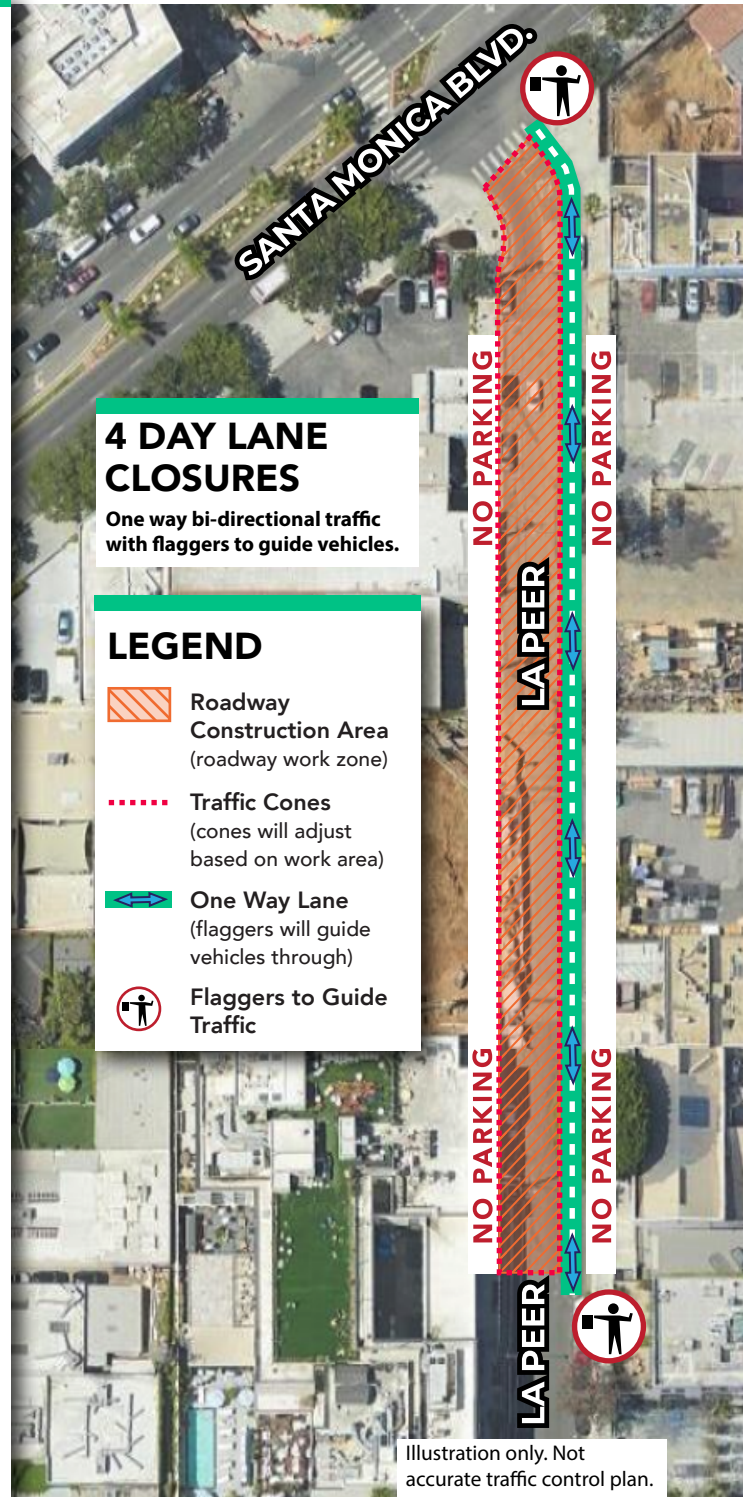 SANTA MONICA BLVD.
4 DAY LANE
CLOSURES
One way bi-directional traffic
with flaggers to guide vehicles.
NO PARKING
NO PARKING
LA PEER
LEGEND
Roadway
Construction Area
(roadway work zone)
Traffic Cones
(cones will adjust
based on work area)
One Way Lane
(flaggers will guide
vehicles through)
Flaggers to Guide
Traffic
NO PARKING
NO PARKING
LA PEER
Illustration only. Not
accurate traffic control plan.